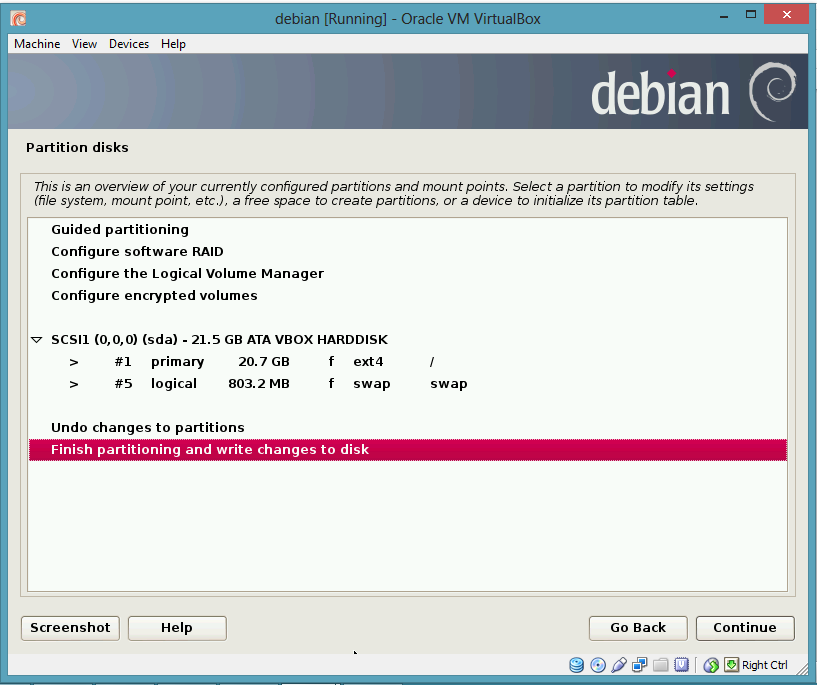 debian [Running] - Oracle VM VirtualBox
Machine View Devices Help
debian
Partition disks
This is an overview of your currently configured partitions and mount points. Select a partition to modify its settings
(file system, mount point, etc.), a free space to create partitions, or a device to initialize its partition table.
Guided partitioning
Configure software RAID
Configure the Logical Volume Manager
Configure encrypted volumes
SCSI1 (0,0,0) (sda) - 21.5 GB ATA VBOX HARDDISK
> #1 primary 20.7 GB f ext4 /
> #5 logical 803.2 MB f swap swap
Undo changes to partitions
Finish partitioning and write changes to disk
Screenshot Help Go Back Continue
Right Ctrl